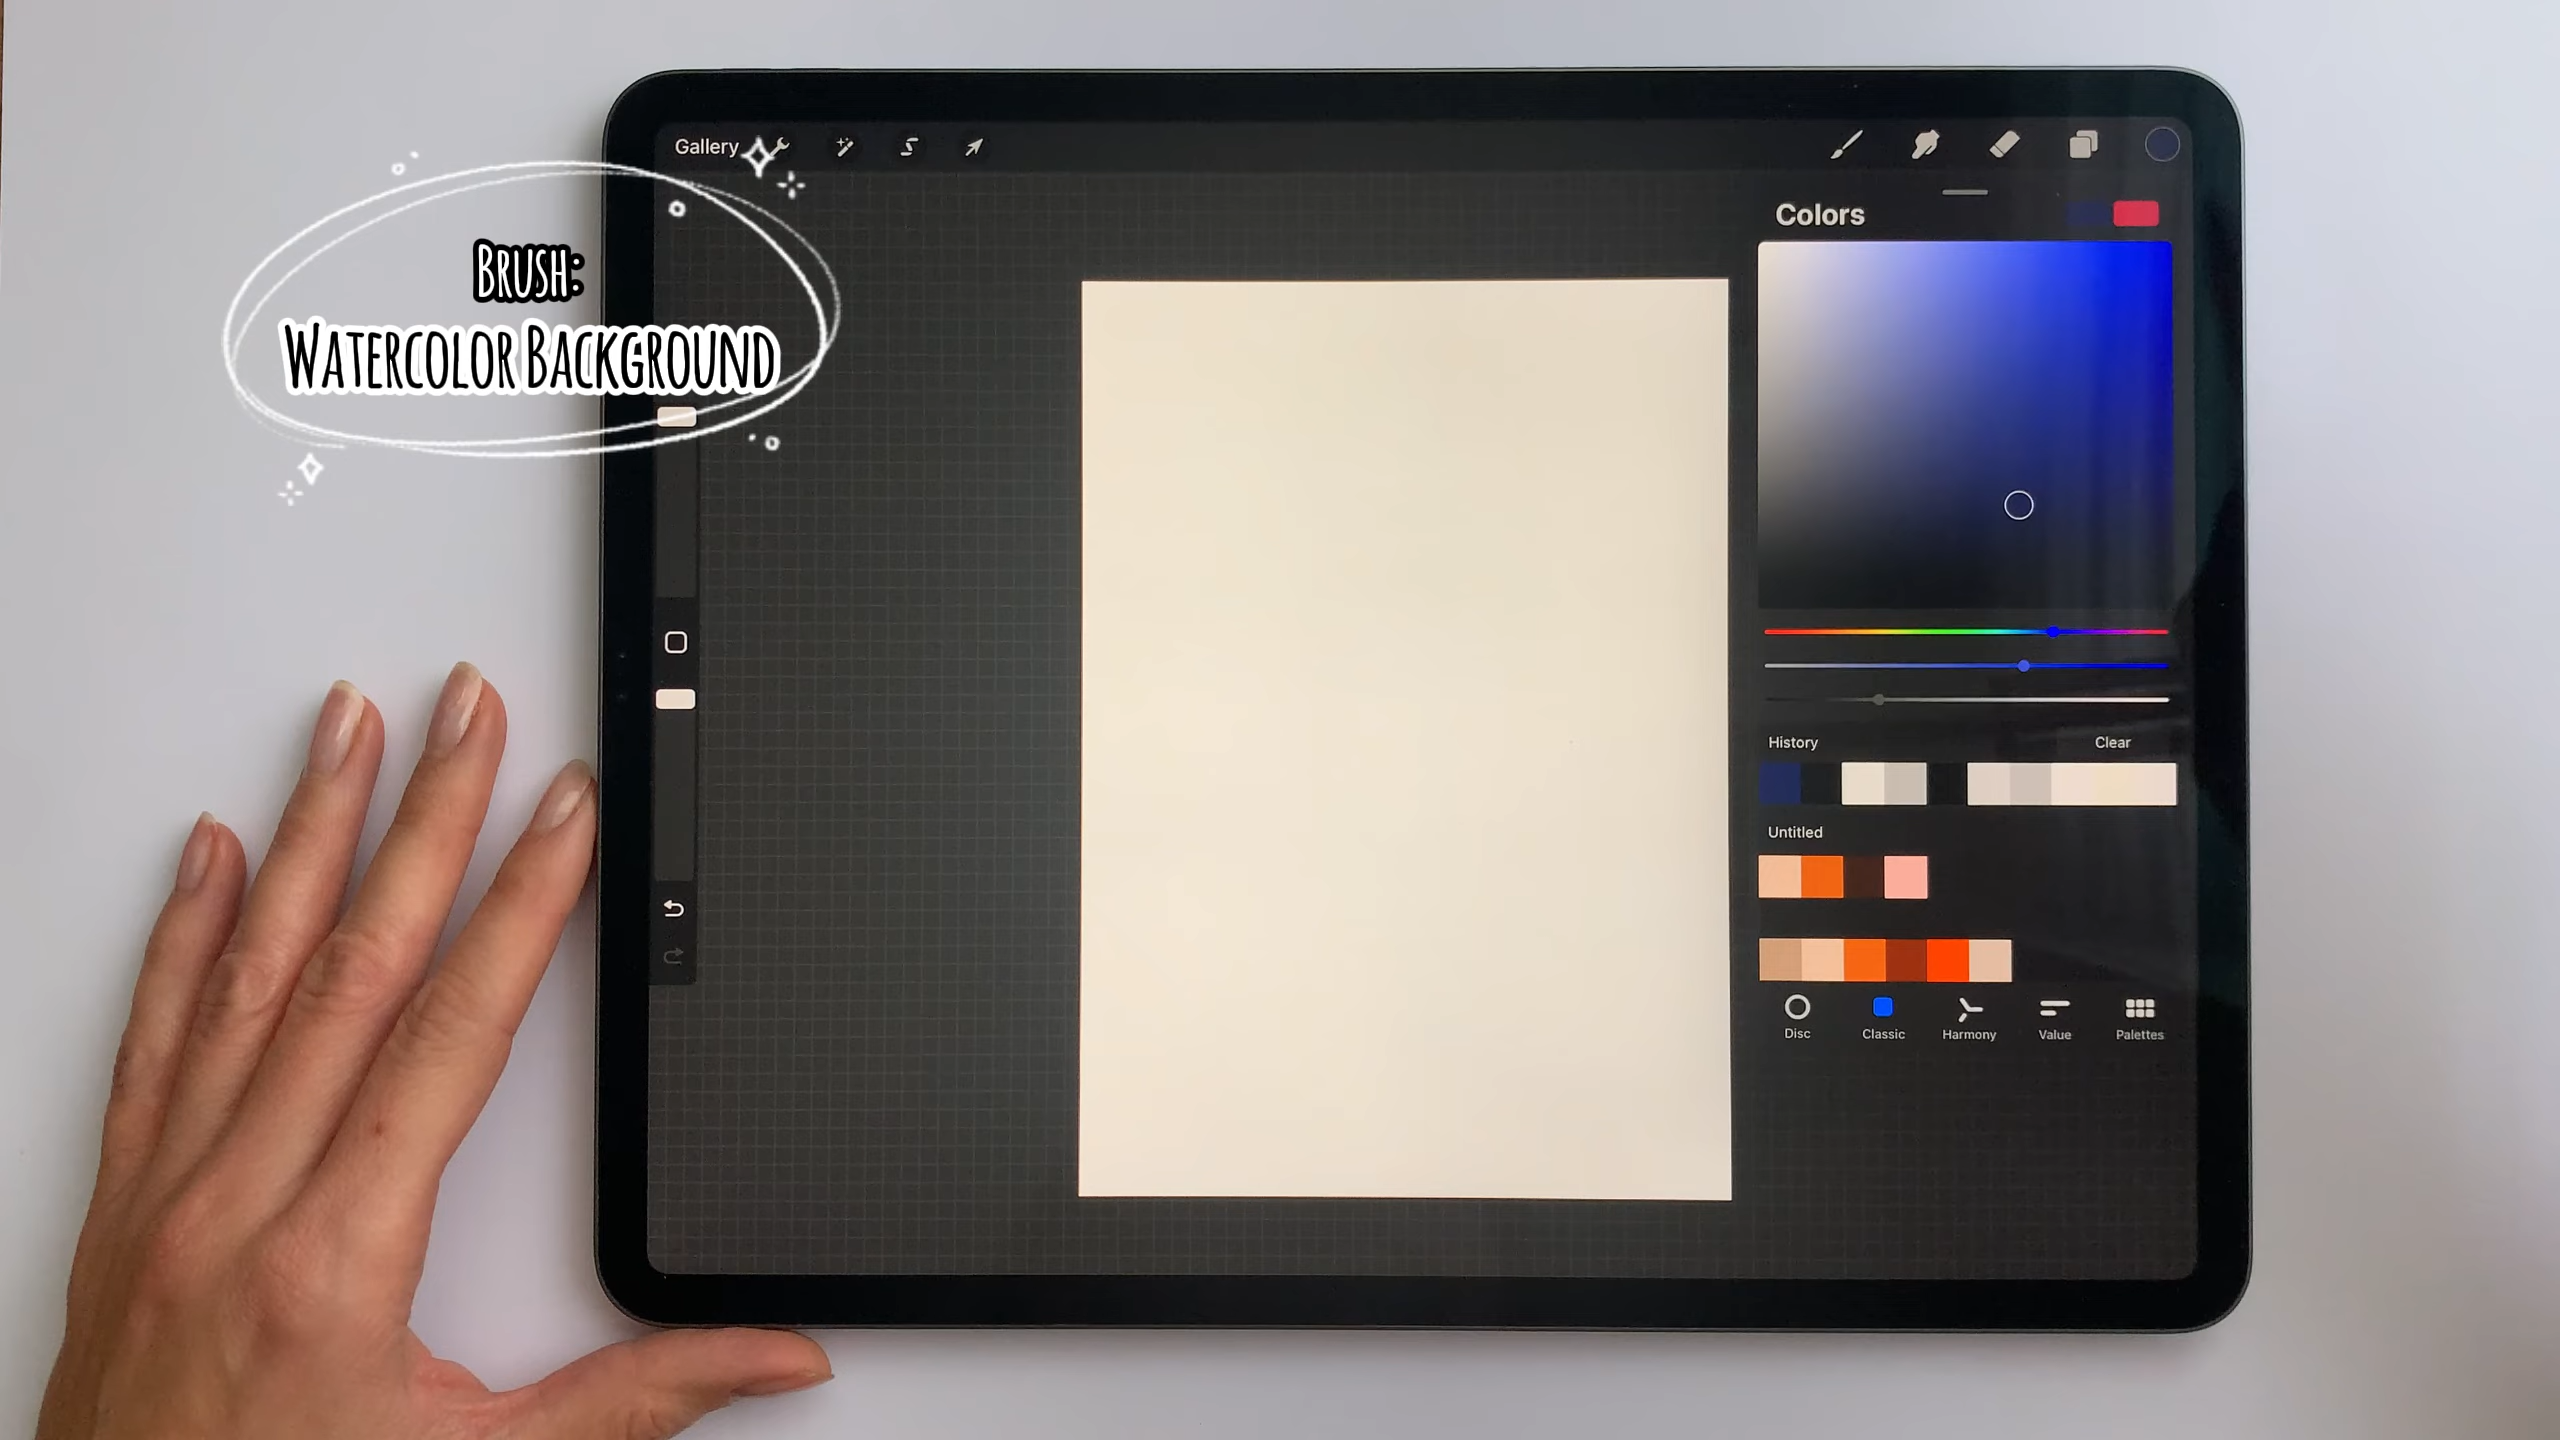 Gallery
Brush:
Watercolor Background
Colors
History
Clear
Untitled
Disc
Classic
Harmony
Value
Palettes